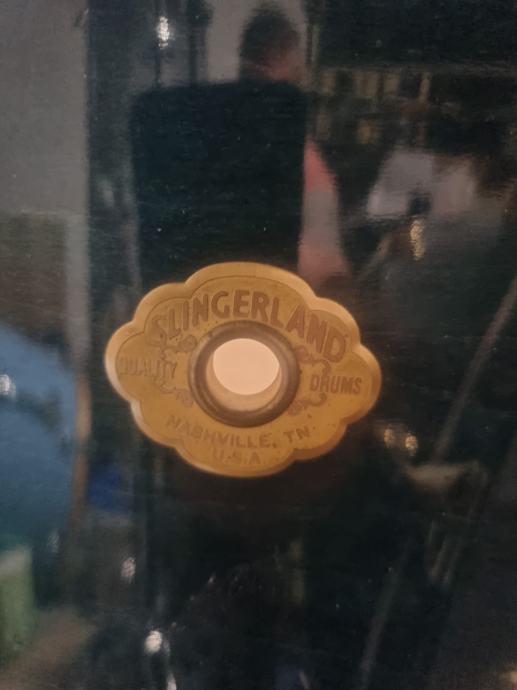 SLINGERLAND
QUALITY DRUMS
NASHVILLE, TN
U.S.A